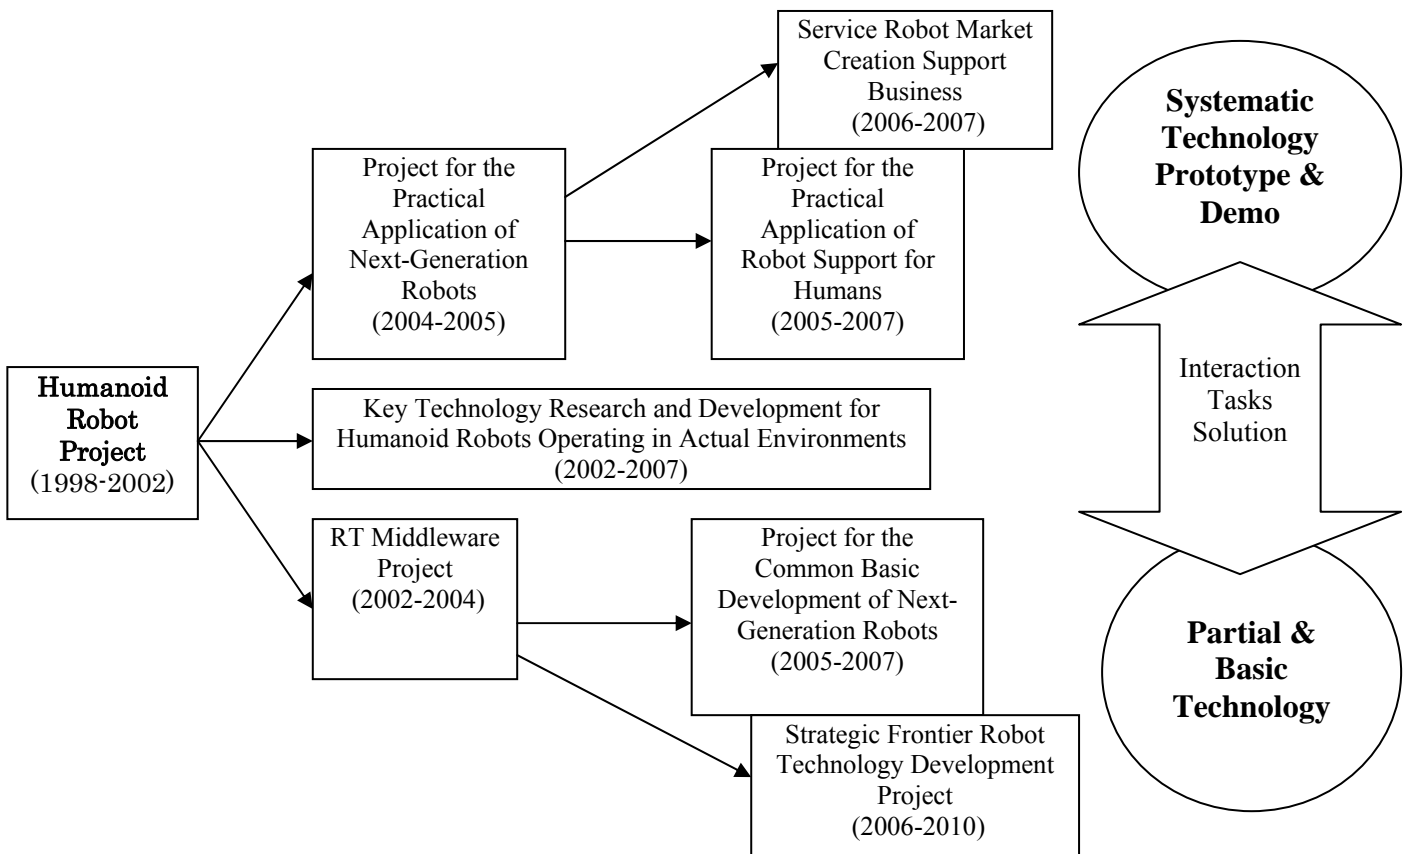 Service Robot Market
Creation Support
Business
(2006-2007)
Systematic
Technology
Prototype &
Demo
Project for the
Practical
Application of
Next-Generation
Robots
(2004-2005)
Project for the
Practical
Application of
Robot Support for
Humans
(2005-2007)
Interaction
Tasks
Solution
Humanoid
Robot
Project
(1998-2002)
Key Technology Research and Development for
Humanoid Robots Operating in Actual Environments
(2002-2007)
RT Middleware
Project
(2002-2004)
Project for the
Common Basic
Development of Next-
Generation Robots
(2005-2007)
Partial &
Basic
Technology
Strategic Frontier Robot
Technology Development
Project
(2006-2010)